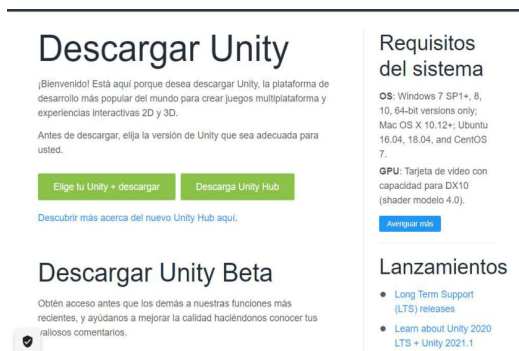 Descargar Unity
¡Bienvenido! Está aquí porque desea descargar Unity, la plataforma de
desarrollo más popular del mundo para crear juegos multiplataforma y
experiencias interactivas 2D y 3D.
Antes de descargar, elija la versión de Unity que sea adecuada para
usted.
Elige tu Unity + descargar
Descarga Unity Hub
Descubrir más acerca del nuevo Unity Hub aquí.
Descargar Unity Beta
Obtén acceso antes que los demás a nuestras funciones más
recientes, y ayúdanos a mejorar la calidad haciéndonos conocer tus
valiosos comentarios.
Requisitos
del sistema
OS: Windows 7 SP1+, 8,
10, 64-bit versions only;
Mac OS X 10.12+; Ubuntu
16.04, 18.04, and CentOS
7.
GPU: Tarjeta de video con
capacidad para DX10
(shader modelo 4.0).
Averiguar más
Lanzamientos
Long Term Support
(LTS) releases
Learn about Unity 2020
LTS + Unity 2021.1